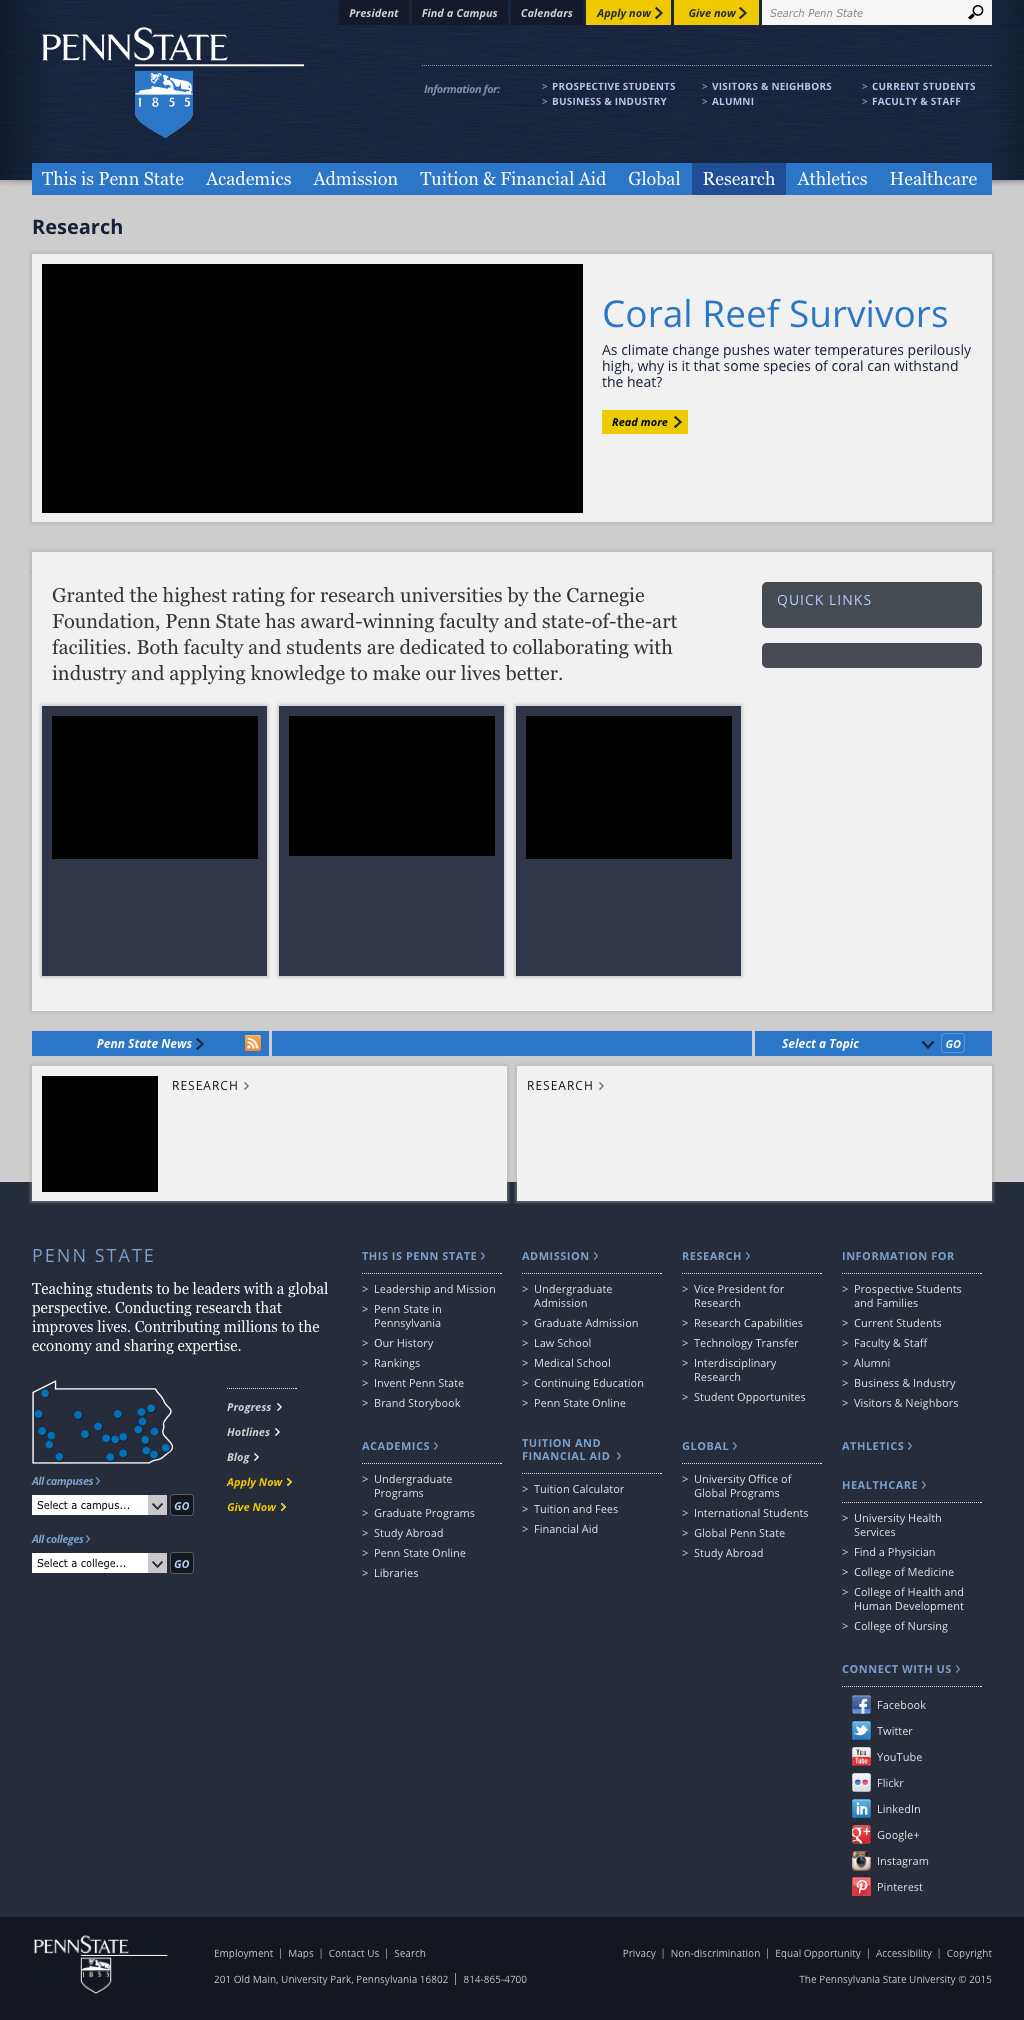 President
Find a Campus
Calendars
Apply now
Give now
Search Penn State
PENNSTATE
1855
Information for:
> PROSPECTIVE STUDENTS
> BUSINESS & INDUSTRY
> VISITORS & NEIGHBORS
> ALUMNI
> CURRENT STUDENTS
> FACULTY & STAFF
This is Penn State
Academics
Admission
Tuition & Financial Aid
Global
Research
Athletics
Healthcare
Research
Coral Reef Survivors
As climate change pushes water temperatures perilously
high, why is it that some species of coral can withstand
the heat?
Read more
Granted the highest rating for research universities by the Carnegie
Foundation, Penn State has award-winning faculty and state-of-the-art
facilities. Both faculty and students are dedicated to collaborating with
industry and applying knowledge to make our lives better.
QUICK LINKS
Penn State News
Select a Topic
GO
RESEARCH >
RESEARCH >
PENN STATE
Teaching students to be leaders with a global
perspective. Conducting research that
improves lives. Contributing millions to the
economy and sharing expertise.
All campuses >
Select a campus...
GO
All colleges >
Select a college...
GO
Progress >
Hotlines >
Blog >
Apply Now >
Give Now >
THIS IS PENN STATE >
> Leadership and Mission
> Penn State in
Pennsylvania
> Our History
> Rankings
> Invent Penn State
> Brand Storybook
ADMISSION >
> Undergraduate
Admission
> Graduate Admission
> Law School
> Medical School
> Continuing Education
> Penn State Online
RESEARCH >
> Vice President for
Research
> Research Capabilities
> Technology Transfer
> Interdisciplinary
Research
> Student Opportunites
INFORMATION FOR
> Prospective Students
and Families
> Current Students
> Faculty & Staff
> Alumni
> Business & Industry
> Visitors & Neighbors
ACADEMICS >
> Undergraduate
Programs
> Graduate Programs
> Study Abroad
> Penn State Online
> Libraries
TUITION AND
FINANCIAL AID >
> Tuition Calculator
> Tuition and Fees
> Financial Aid
GLOBAL >
> University Office of
Global Programs
> International Students
> Global Penn State
> Study Abroad
ATHLETICS >
HEALTHCARE >
> University Health
Services
> Find a Physician
> College of Medicine
> College of Health and
Human Development
> College of Nursing
CONNECT WITH US >
Facebook
Twitter
You Tube
YouTube
Flickr
in
LinkedIn
Google+
Instagram
Pinterest
PENNSTATE
1855
Employment | Maps | Contact Us | Search
201 Old Main, University Park, Pennsylvania 16802 | 814-865-4700
Privacy | Non-discrimination | Equal Opportunity | Accessibility | Copyright
The Pennsylvania State University © 2015